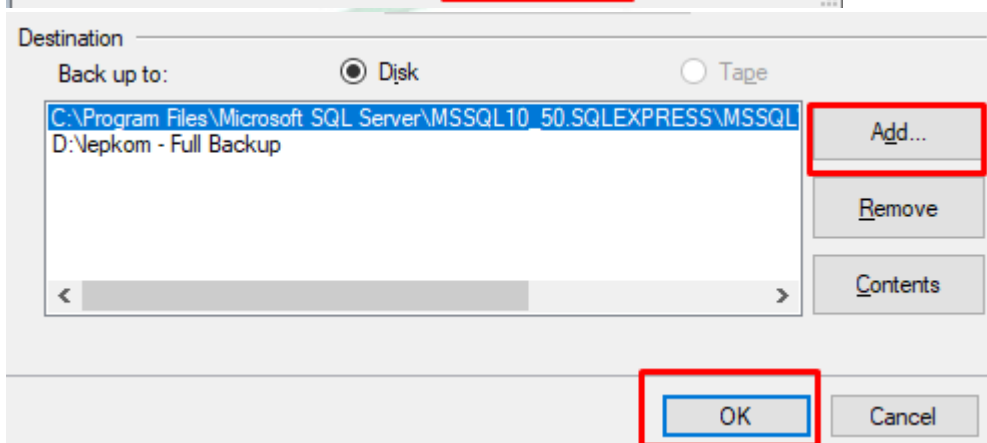 Destination
Back up to:
Disk
Tape
C:\Program Files\Microsoft SQL Server\MSSQL10_50.SQLEXPRESS\MSSQL
D:\lepkom - Full Backup
Add...
Remove
Contents
OK
Cancel